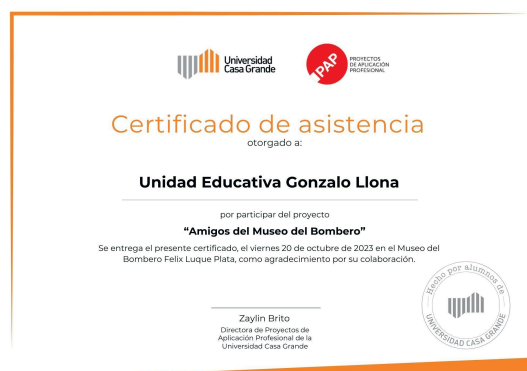 Universidad
Casa Grande
PAP
PROYECTOS
DE APLICACIÓN
PROFESIONAL
Certificado de asistencia
otorgado a:
Unidad Educativa Gonzalo Llona
por participar del proyecto
“Amigos del Museo del Bombero”
Se entrega el presente certificado, el viernes 20 de octubre de 2023 en el Museo del
Bombero Felix Luque Plata, como agradecimiento por su colaboración.
Hecho por alumnos de
UNIVERSIDAD CASA GRANDE
Zaylin Brito
Directora de Proyectos de
Aplicación Profesional de la
Universidad Casa Grande